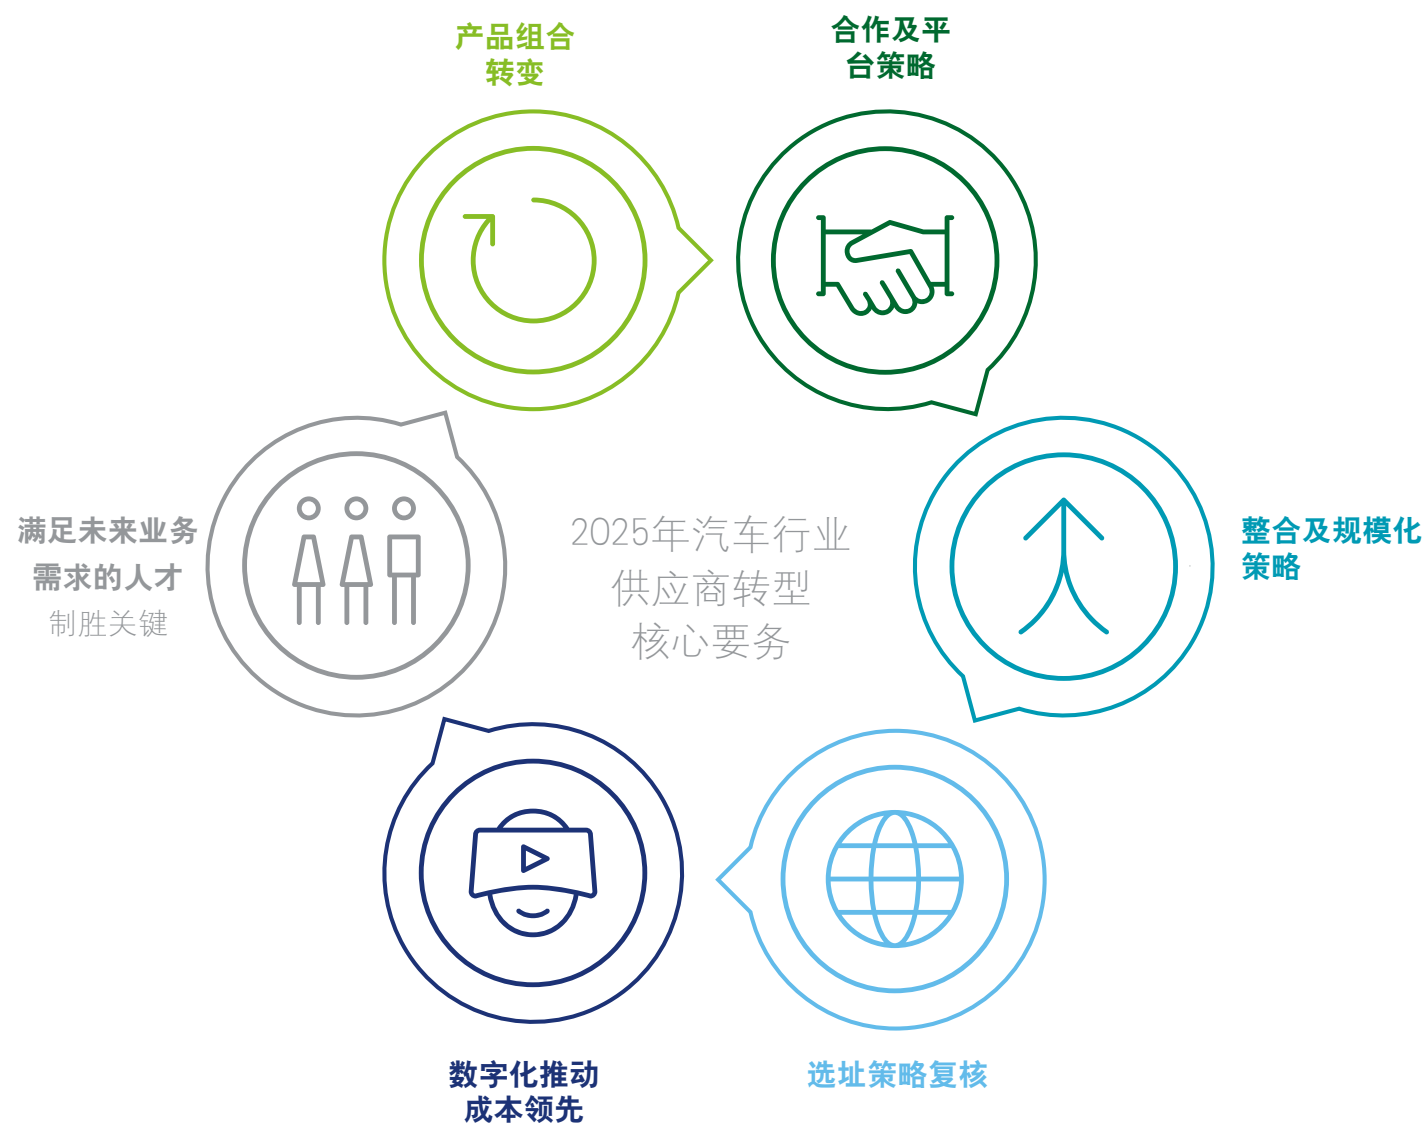 产品组合
转变
合作及平
台策略
满足未来业务
需求的人才
制胜关键
2025年汽车行业
供应商转型
核心要务
整合及规模化
策略
数字化推动
成本领先
选址策略复核